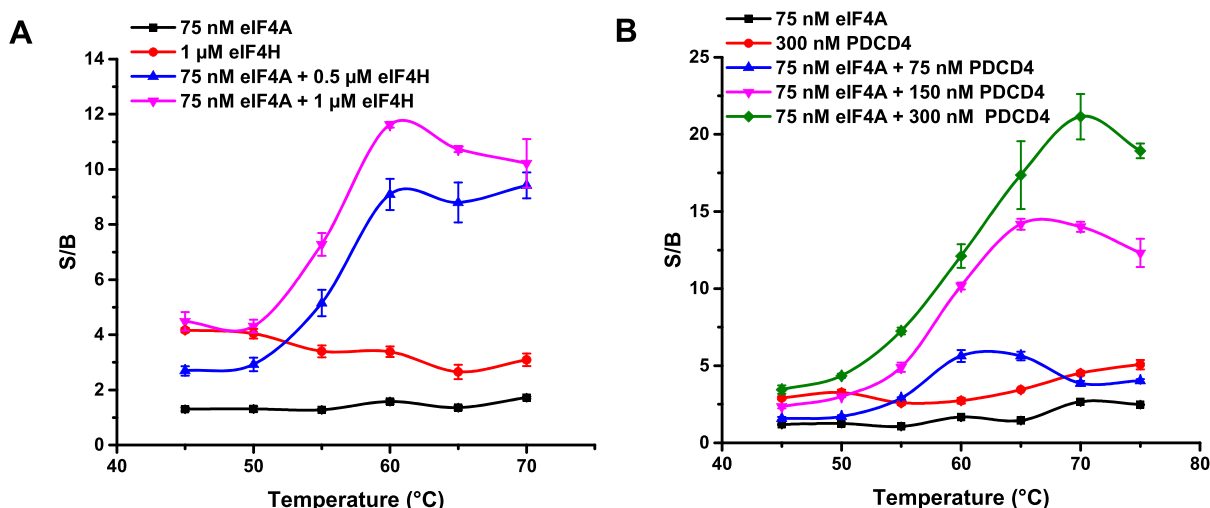 A
75 nM eIF4A
1 µM eIF4H
75 nM eIF4A + 0.5 µM eIF4H
75 nM eIF4A + 1 µM eIF4H
14
12
10
8
6
4
2
0
S/B
40
50
60
70
Temperature (°C)
B
75 nM eIF4A
300 nM PDCD4
75 nM eIF4A + 75 nM PDCD4
75 nM eIF4A + 150 nM PDCD4
75 nM eIF4A + 300 nM PDCD4
25
20
15
10
5
0
S/B
40
50
60
70
80
Temperature (°C)